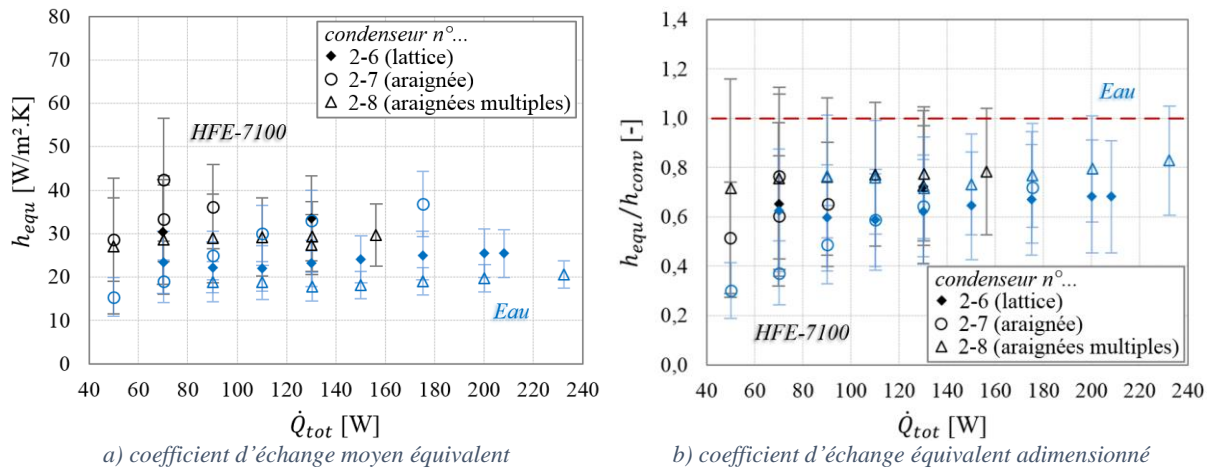 80
70
60
50
40
30
20
10
0
h_equ [W/m².K]
condenseur n°...
2-6 (lattice)
2-7 (araignée)
2-8 (araignées multiples)
HFE-7100
Eau
40 60 80 100 120 140 160 180 200 220 240
Q̇_tot [W]
a) coefficient d'échange moyen équivalent
1,4
1,2
1,0
0,8
0,6
0,4
0,2
0,0
h_equ/h_conv [-]
Eau
condenseur n°...
2-6 (lattice)
2-7 (araignée)
2-8 (araignées multiples)
HFE-7100
40 60 80 100 120 140 160 180 200 220 240
Q̇_tot [W]
b) coefficient d'échange équivalent adimensionné